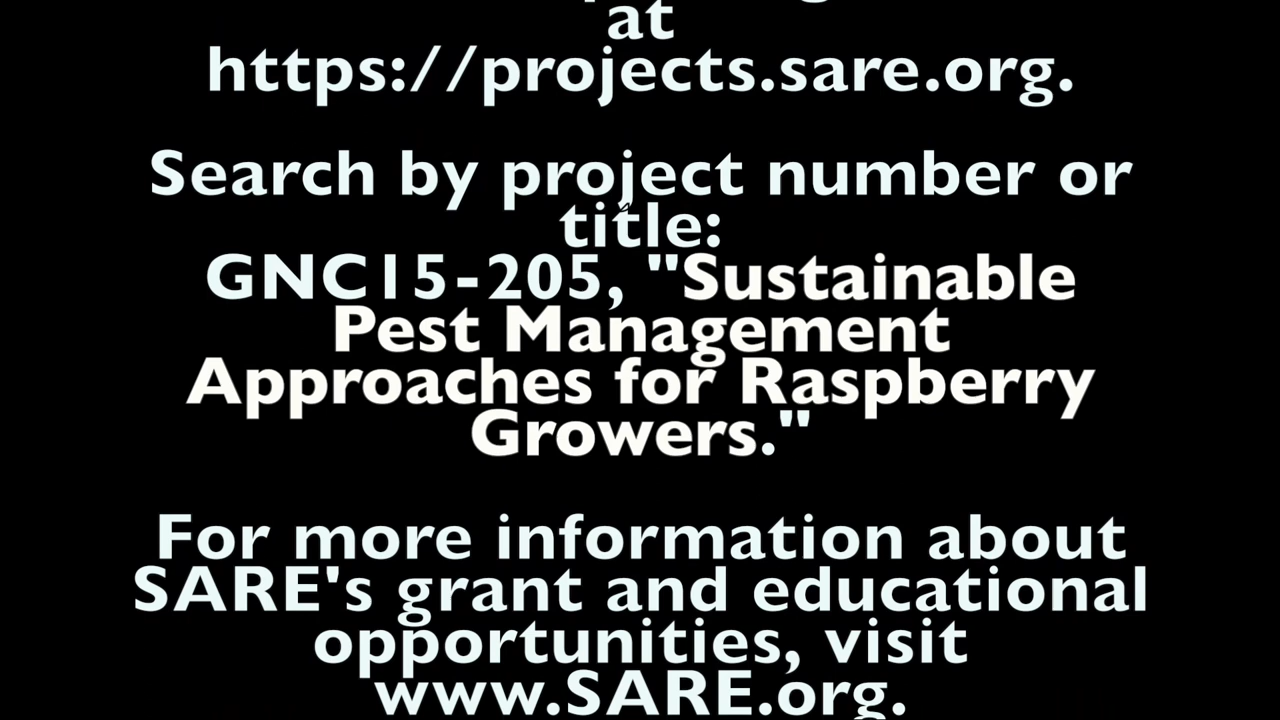 at
https://projects.sare.org.
Search by project number or
title:
GNC15-205, "Sustainable
Pest Management
Approaches for Raspberry
Growers."
For more information about
SARE's grant and educational
opportunities, visit
www.SARE.org.